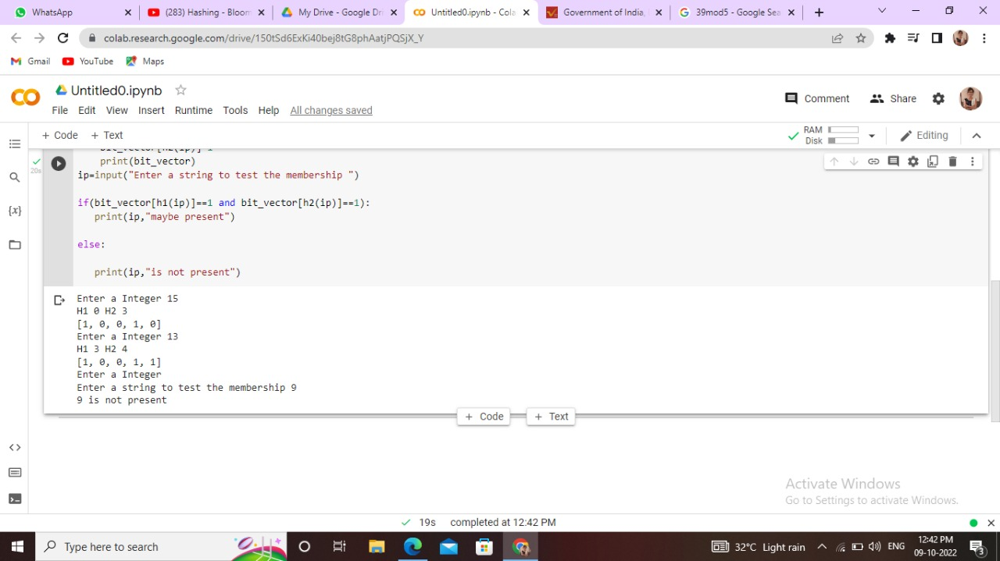 WhatsApp
(283) Hashing - Bloom
My Drive - Google Dri
Untitled0.ipynb - Cola
Government of India,
39mod5 - Google Sea
colab.research.google.com/drive/150tSd6ExKi40bej8tG8phAatjPQSjX_Y
Gmail YouTube Maps
Untitled0.ipynb
Comment Share
File Edit View Insert Runtime Tools Help All changes saved
+ Code + Text
RAM
Disk
Editing
20s
print(bit_vector)
ip=input("Enter a string to test the membership ")
if(bit_vector[h1(ip)]==1 and bit_vector[h2(ip)]==1):
print(ip,"maybe present")
else:
print(ip,"is not present")
Enter a Integer 15
H1 0 H2 3
[1, 0, 0, 1, 0]
Enter a Integer 13
H1 3 H2 4
[1, 0, 0, 1, 1]
Enter a Integer
Enter a string to test the membership 9
9 is not present
+ Code + Text
Activate Windows
Go to Settings to activate Windows.
19s completed at 12:42 PM
Type here to search
32°C Light rain
ENG
12:42 PM
09-10-2022
3